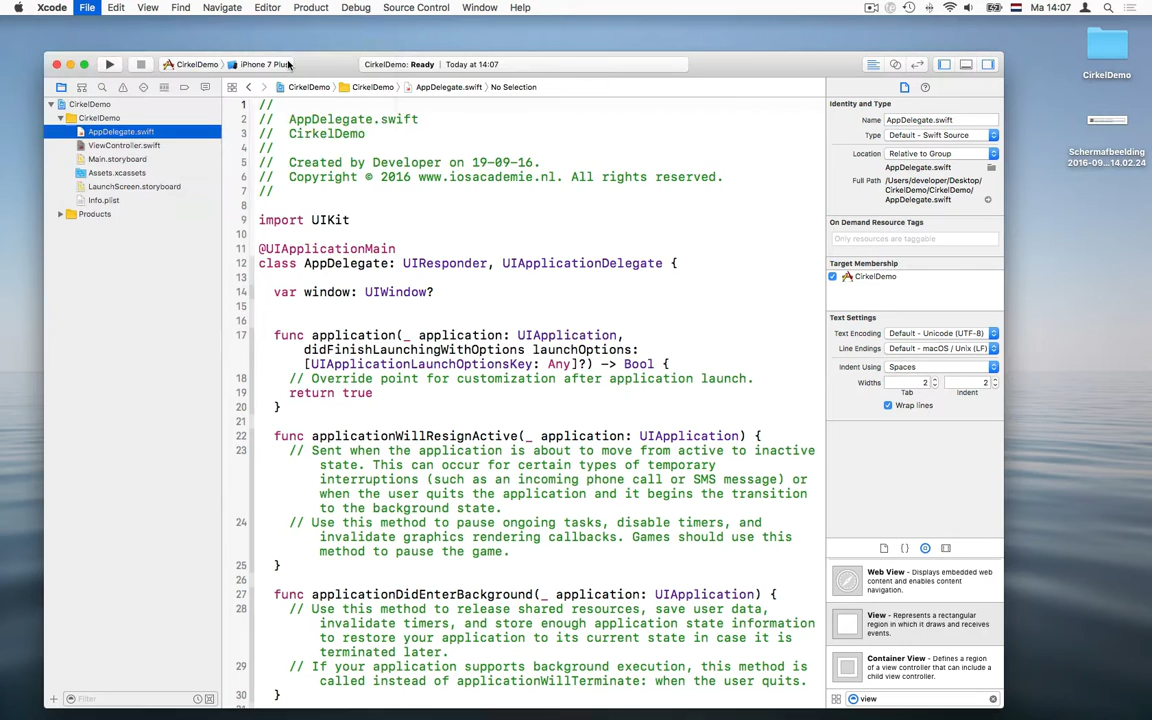 Xcode File Edit View Find Navigate Editor Product Debug Source Control Window Help Ma 14:07
CirkelDemo iPhone 7 Plus CirkelDemo: Ready Today at 14:07
CirkelDemo CirkelDemo AppDelegate.swift No Selection
CirkelDemo
CirkelDemo
AppDelegate.swift
ViewController.swift
Main.storyboard
Assets.xcassets
LaunchScreen.storyboard
Info.plist
Products
Filter
1 //
2 // AppDelegate.swift
3 // CirkelDemo
4 //
5 // Created by Developer on 19-09-16.
6 // Copyright © 2016 www.iosacademie.nl. All rights reserved.
7 //
8
9 import UIKit
10
11 @UIApplicationMain
12 class AppDelegate: UIResponder, UIApplicationDelegate {
13
14 var window: UIWindow?
15
16
17 func application(_ application: UIApplication,
didFinishLaunchingWithOptions launchOptions:
[UIApplicationLaunchOptionsKey: Any]?) -> Bool {
18 // Override point for customization after application launch.
19 return true
20 }
21
22 func applicationWillResignActive(_ application: UIApplication) {
23 // Sent when the application is about to move from active to inactive
state. This can occur for certain types of temporary
interruptions (such as an incoming phone call or SMS message) or
when the user quits the application and it begins the transition
to the background state.
24 // Use this method to pause ongoing tasks, disable timers, and
invalidate graphics rendering callbacks. Games should use this
method to pause the game.
25 }
26
27 func applicationDidEnterBackground(_ application: UIApplication) {
28 // Use this method to release shared resources, save user data,
invalidate timers, and store enough application state information
to restore your application to its current state in case it is
terminated later.
29 // If your application supports background execution, this method is
called instead of applicationWillTerminate: when the user quits.
30 }
Identity and Type
Name AppDelegate.swift
Type Default - Swift Source
Location Relative to Group
AppDelegate.swift
Full Path /Users/developer/Desktop/
CirkelDemo/CirkelDemo/
AppDelegate.swift
On Demand Resource Tags
Only resources are taggable
Target Membership
CirkelDemo
Text Settings
Text Encoding Default - Unicode (UTF-8)
Line Endings Default - macOS / Unix (LF)
Indent Using Spaces
Widths 2 2
Tab Indent
Wrap lines
{ }
Web View - Displays embedded web
content and enables content
navigation.
View - Represents a rectangular
region in which it draws and receives
events.
Container View - Defines a region
of a view controller that can include a
child view controller.
view
CirkelDemo
Schermafbeelding
2016-09...14.02.24